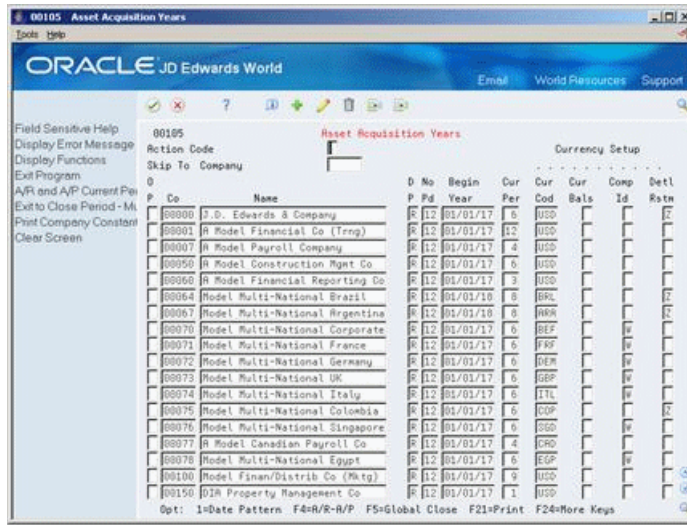 00105 Asset Acquisition Years
Tools Help
ORACLE JD Edwards World
Email World Resources Support
Field Sensitive Help
Display Error Message
Display Functions
Exit Program
A/R and A/P Current Per
Exit to Close Period - Mu
Print Company Constant
Clear Screen
00105 Asset Acquisition Years
Action Code Currency Setup
Skip To Company . . . . . . . . . . .
O D No Begin Cur Cur Cur Comp Detl
P Co Name P Pd Year Per Cod Bals Id Rstm
00000 J.D. Edwards & Company R 12 01/01/17 6 USD Z
00001 A Model Financial Co (Trng) R 12 01/01/17 12 USD
00007 A Model Payroll Company R 12 01/01/17 4 USD
00050 A Model Construction Mgmt Co R 12 01/01/17 6 USD
00060 A Model Financial Reporting Co R 12 01/01/17 3 USD
00064 Model Multi-National Brazil R 12 01/01/18 8 BRL Z
00067 Model Multi-National Argentina R 12 01/01/18 8 ARA Z
00070 Model Multi-National Corporate R 12 01/01/17 6 BEF W
00071 Model Multi-National France R 12 01/01/17 6 FRF W
00072 Model Multi-National Germany R 12 01/01/17 6 DEM W
00073 Model Multi-National UK R 12 01/01/17 6 GBP W
00074 Model Multi-National Italy R 12 01/01/17 6 ITL W
00075 Model Multi-National Colombia R 12 01/01/17 6 COP Z
00076 Model Multi-National Singapore R 12 01/01/17 6 SGD W
00077 A Model Canadian Payroll Co R 12 01/01/17 4 CAD
00078 Model Multi-National Egypt R 12 01/01/17 6 EGP W
00100 Model Finan/Distrib Co (Mktg) R 12 01/01/17 9 USD
00150 DIA Property Management Co R 12 01/01/17 1 USD
Opt: 1=Date Pattern F4=A/R-A/P F5=Global Close F21=Print F24=More Keys